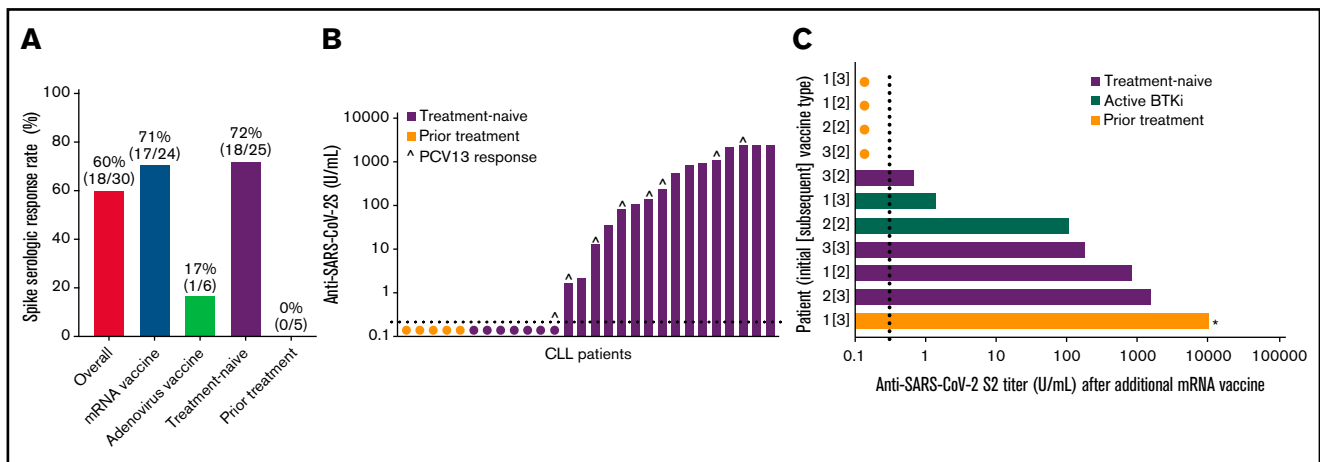 A
Spike serologic response rate (%)
100
80
60
40
20
0
60%
(18/30)
71%
(17/24)
17%
(1/6)
72%
(18/25)
0%
(0/5)
Overall
mRNA vaccine
Adenovirus vaccine
Treatment-naive
Prior treatment
B
Anti-SARS-CoV-2S (U/mL)
10000
1000
100
10
1
0.1
Treatment-naive
Prior treatment
^ PCV13 response
^ ^ ^ ^ ^ ^ ^ ^ ^
CLL patients
C
Patient (initial [subsequent] vaccine type)
1[3]
1[2]
2[2]
3[2]
3[2]
1[3]
2[2]
3[3]
1[2]
2[3]
1[3]
Treatment-naive
Active BTKi
Prior treatment
*
0.1 1 10 100 1000 10000 100000
Anti-SARS-CoV-2 S2 titer (U/mL) after additional mRNA vaccine